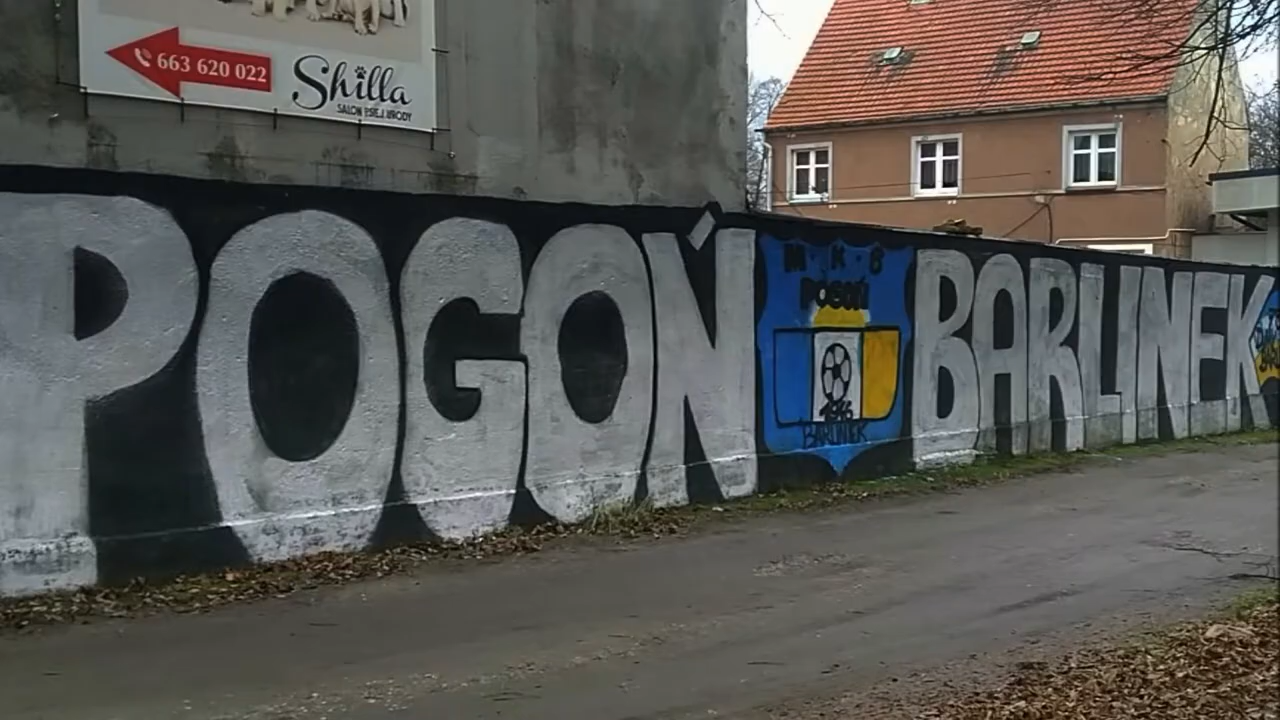 663 620 022
Shilla
SALON PSIEJ URODY
POGOŃ
M K S
POGOŃ
1946
BARLINEK
BARLINEK